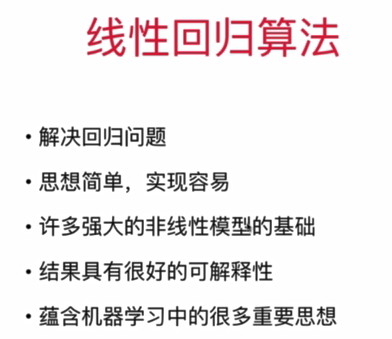 线性回归算法
• 解决回归问题
• 思想简单，实现容易
• 许多强大的非线性模型的基础
• 结果具有很好的可解释性
• 蕴含机器学习中的很多重要思想